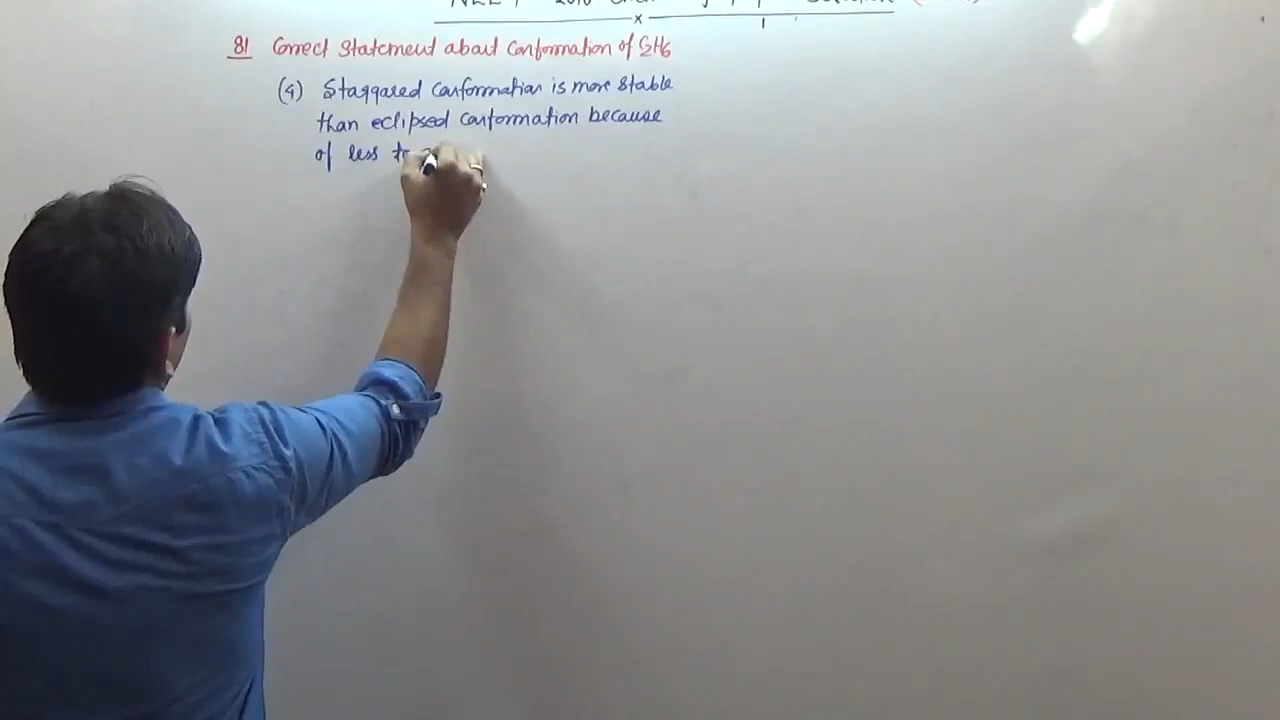 81 Correct Statement about Conformation of C2H6
(4) Staggared conformation is more stable
than eclipsed conformation because
of less to